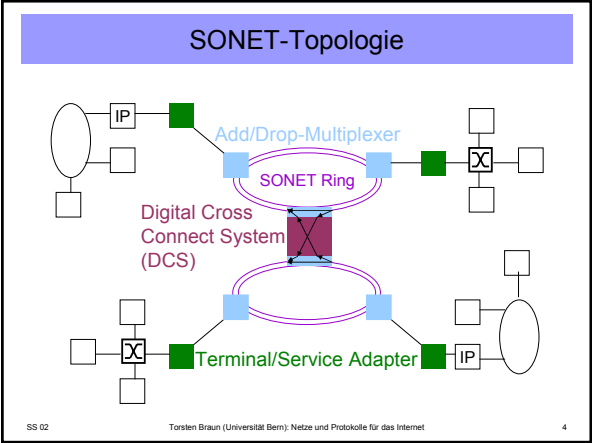 SONET-Topologie
IP
Add/Drop-Multiplexer
SONET Ring
Digital Cross
Connect System
(DCS)
Terminal/Service Adapter
IP
SS 02
Torsten Braun (Universität Bern): Netze und Protokolle für das Internet
4